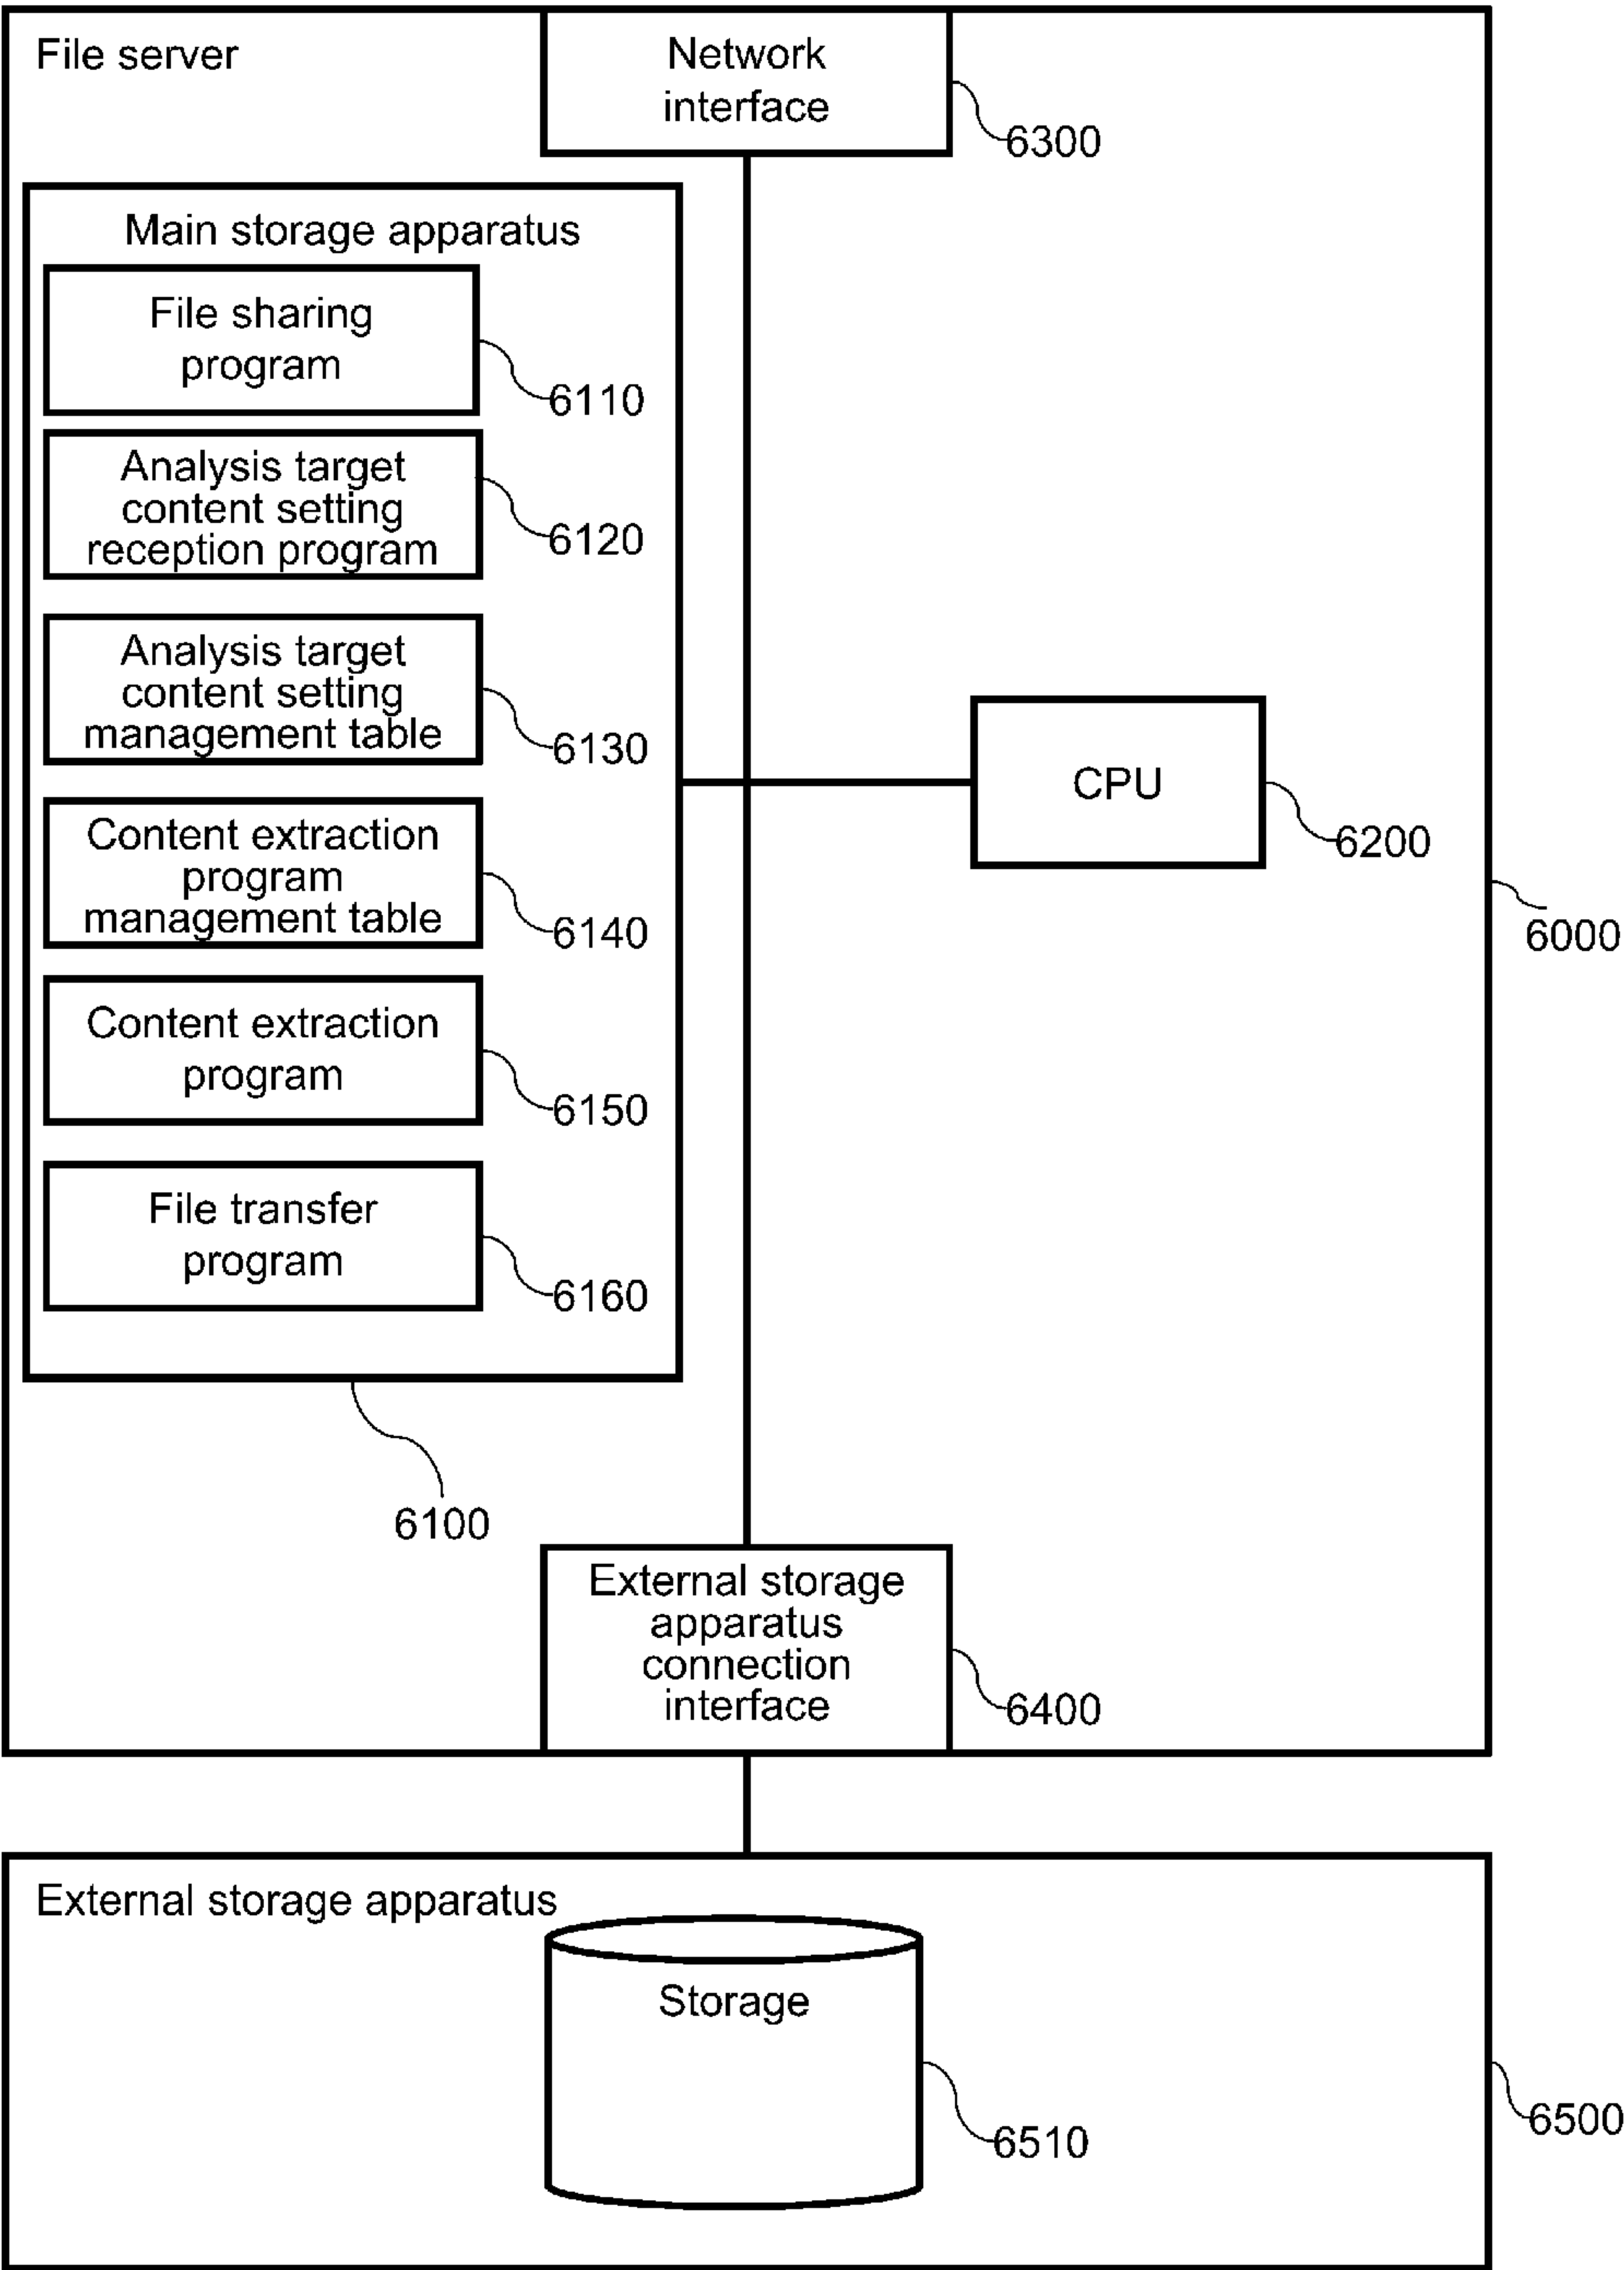 File server
Network
interface
6300
Main storage apparatus
File sharing
program
6110
Analysis target
content setting
reception program
6120
Analysis target
content setting
management table
6130
Content extraction
program
management table
6140
Content extraction
program
6150
File transfer
program
6160
6100
CPU
6200
6000
External storage
apparatus
connection
interface
6400
External storage apparatus
Storage
6510
6500